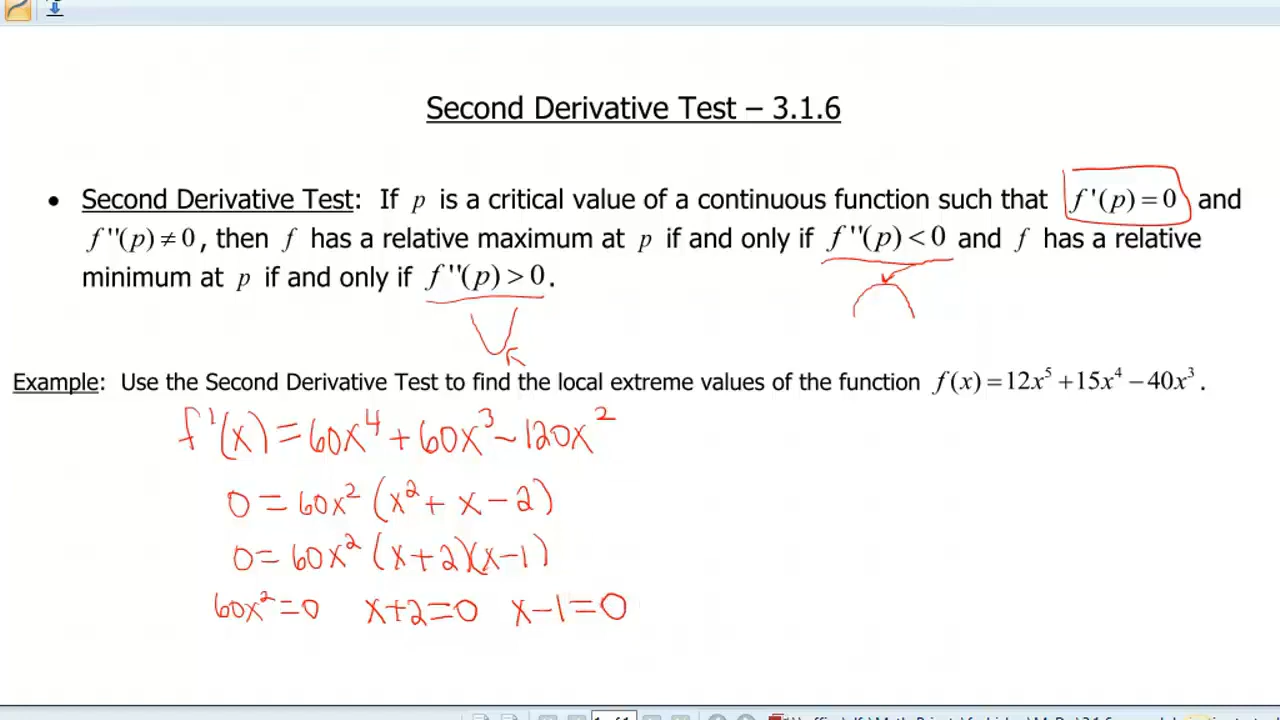 Second Derivative Test – 3.1.6
• Second Derivative Test: If p is a critical value of a continuous function such that f '(p) = 0 and
f ''(p) ≠ 0, then f has a relative maximum at p if and only if f ''(p) < 0 and f has a relative
minimum at p if and only if f ''(p) > 0.
Example: Use the Second Derivative Test to find the local extreme values of the function f(x) = 12x⁵ + 15x⁴ − 40x³.
f'(x) = 60x⁴ + 60x³ − 120x²
0 = 60x² (x² + x − 2)
0 = 60x² (x + 2)(x − 1)
60x² = 0 x + 2 = 0 x − 1 = 0
1 of 1